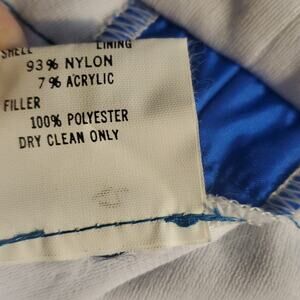 SHELL LINING
93% NYLON
7% ACRYLIC
FILLER
100% POLYESTER
DRY CLEAN ONLY